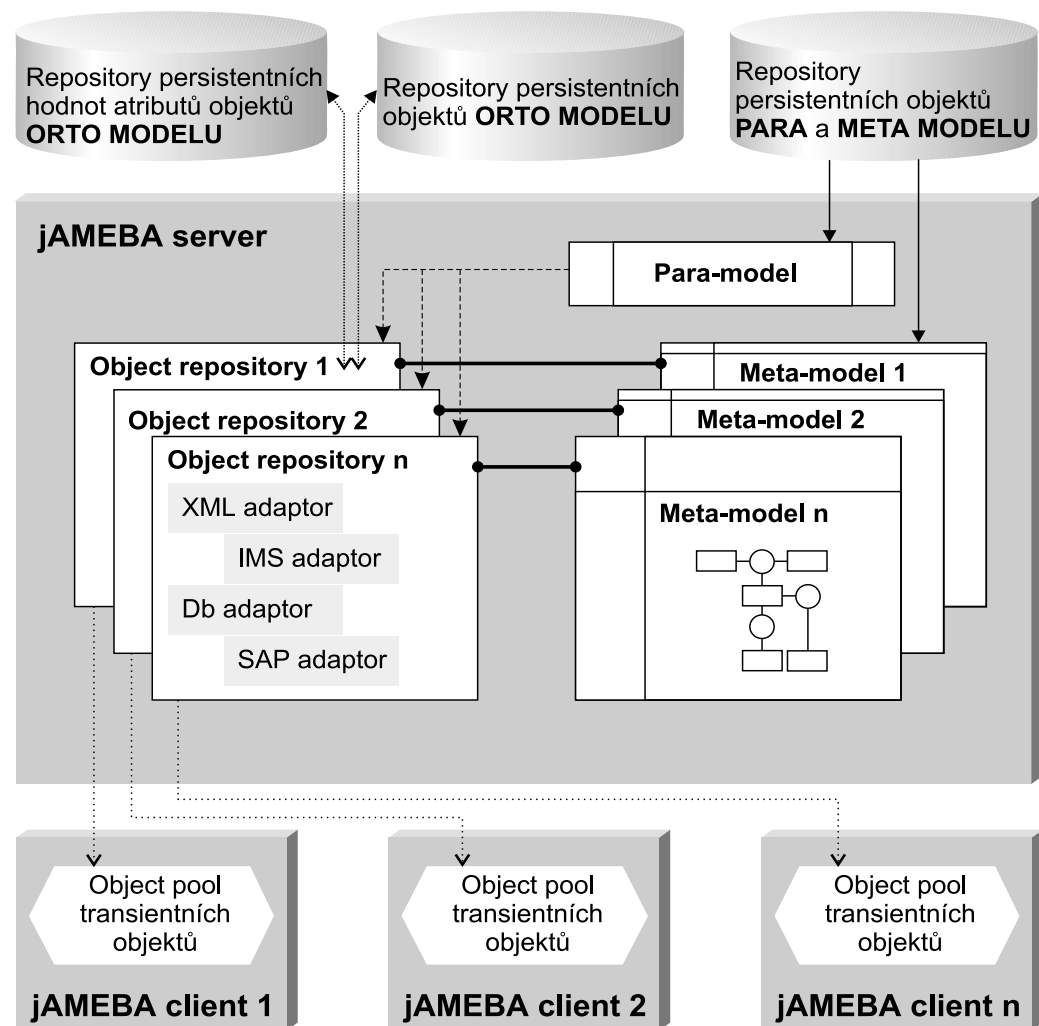 Repository persistentních
hodnot atributů objektů
ORTO MODELU
Repository persistentních
objektů ORTO MODELU
Repository
persistentních objektů
PARA a META MODELU
jAMEBA server
Para-model
Object repository 1
Object repository 2
Object repository n
XML adaptor
IMS adaptor
Db adaptor
SAP adaptor
Meta-model 1
Meta-model 2
Meta-model n
Object pool
transientních
objektů
jAMEBA client 1
Object pool
transientních
objektů
jAMEBA client 2
Object pool
transientních
objektů
jAMEBA client n